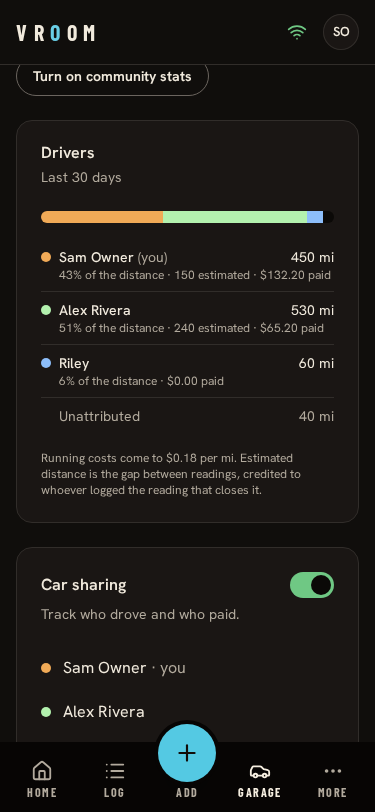 VROOM
SO
Turn on community stats
Drivers
Last 30 days
Sam Owner (you) 450 mi
43% of the distance · 150 estimated · $132.20 paid
Alex Rivera 530 mi
51% of the distance · 240 estimated · $65.20 paid
Riley 60 mi
6% of the distance · $0.00 paid
Unattributed 40 mi
Running costs come to $0.18 per mi. Estimated
distance is the gap between readings, credited to
whoever logged the reading that closes it.
Car sharing
Track who drove and who paid.
Sam Owner · you
Alex Rivera
HOME LOG ADD GARAGE MORE